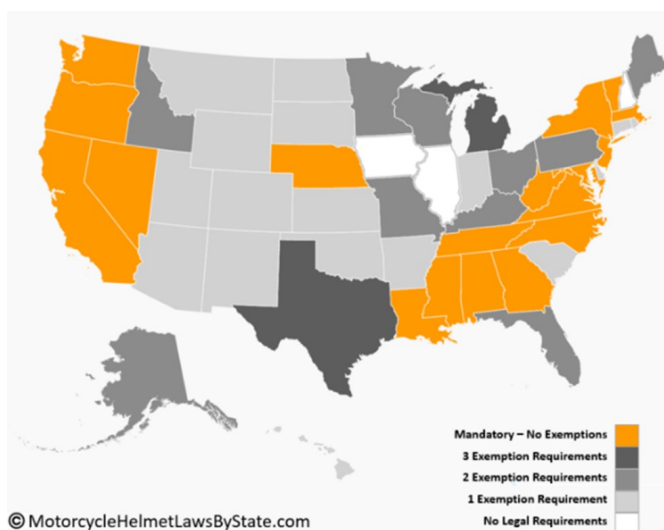 Mandatory – No Exemptions
3 Exemption Requirements
2 Exemption Requirements
1 Exemption Requirement
No Legal Requirements
© MotorcycleHelmetLawsByState.com